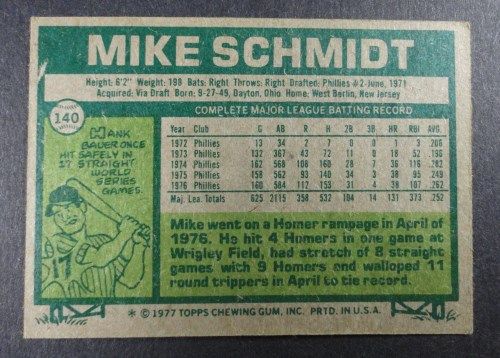 MIKE SCHMIDT
Height: 6'2" Weight: 198 Bats: Right Throws: Right Drafted: Phillies #2-June, 1971
Acquired: Via Draft Born: 9-27-49, Dayton, Ohio Home: West Berlin, New Jersey
140
HANK
BAUER ONCE
HIT SAFELY IN
17 STRAIGHT
WORLD
SERIES
GAMES.
17
COMPLETE MAJOR LEAGUE BATTING RECORD
Year Club G AB R H 2B 3B HR RBI AVG.
1972 Phillies 13 34 2 7 0 0 1 3 .206
1973 Phillies 132 367 43 72 11 0 18 52 .196
1974 Phillies 162 568 108 160 28 7 36 116 .282
1975 Phillies 158 562 93 140 34 3 38 95 .249
1976 Phillies 160 584 112 153 31 4 38 107 .262
Maj. Lea. Totals 625 2115 358 532 104 14 131 373 .252
Mike went on a Homer rampage in April of
1976. He hit 4 Homers in one game at
Wrigley Field, had stretch of 8 straight
games with 9 Homers and walloped 11
round trippers in April to tie record.
* © 1977 TOPPS CHEWING GUM, INC. PRTD. IN U.S.A.